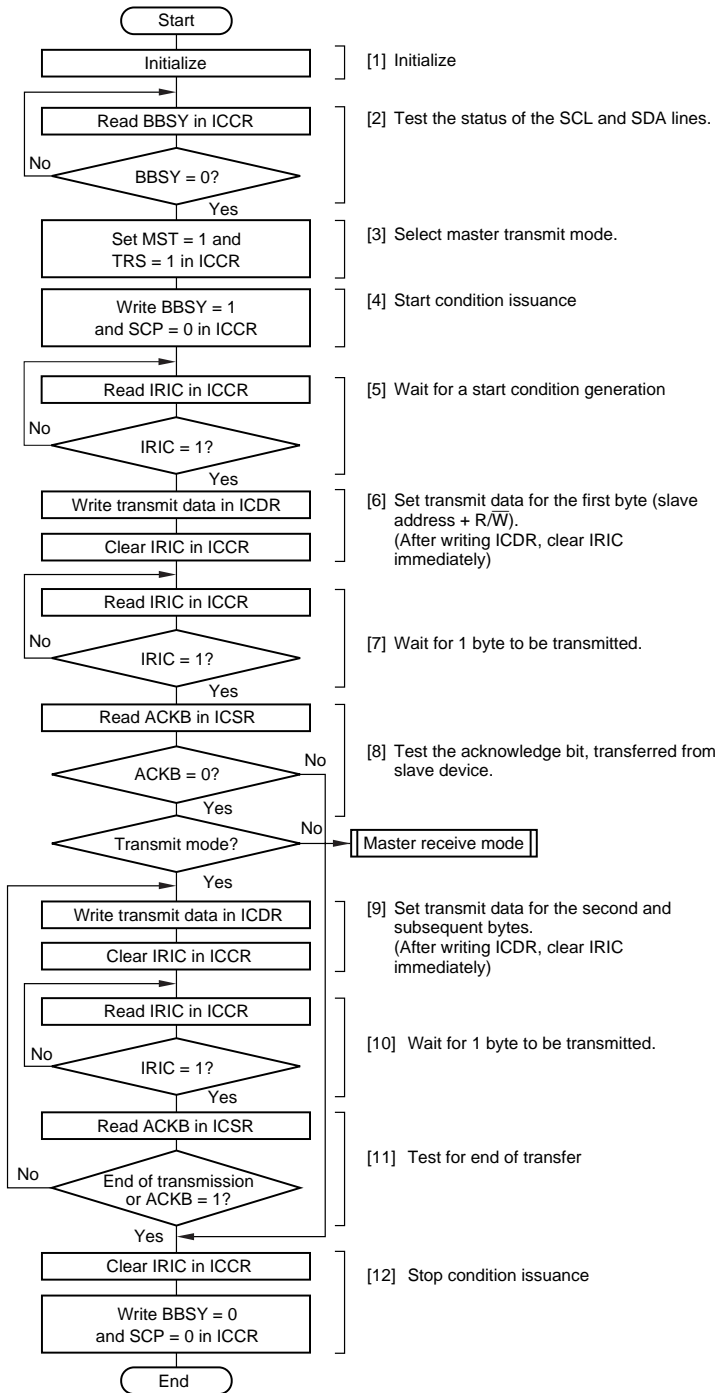 Start
Initialize
[1] Initialize
Read BBSY in ICCR
[2] Test the status of the SCL and SDA lines.
No
BBSY = 0?
Yes
Set MST = 1 and
TRS = 1 in ICCR
[3] Select master transmit mode.
Write BBSY = 1
and SCP = 0 in ICCR
[4] Start condition issuance
Read IRIC in ICCR
[5] Wait for a start condition generation
No
IRIC = 1?
Yes
Write transmit data in ICDR
Clear IRIC in ICCR
[6] Set transmit data for the first byte (slave
address + R/W̅).
(After writing ICDR, clear IRIC
immediately)
Read IRIC in ICCR
No
IRIC = 1?
[7] Wait for 1 byte to be transmitted.
Yes
Read ACKB in ICSR
No
ACKB = 0?
[8] Test the acknowledge bit, transferred from
slave device.
Yes
Transmit mode?
No
Master receive mode
Yes
Write transmit data in ICDR
Clear IRIC in ICCR
[9] Set transmit data for the second and
subsequent bytes.
(After writing ICDR, clear IRIC
immediately)
Read IRIC in ICCR
No
IRIC = 1?
[10] Wait for 1 byte to be transmitted.
Yes
Read ACKB in ICSR
No
End of transmission
or ACKB = 1?
[11] Test for end of transfer
Yes
Clear IRIC in ICCR
[12] Stop condition issuance
Write BBSY = 0
and SCP = 0 in ICCR
End